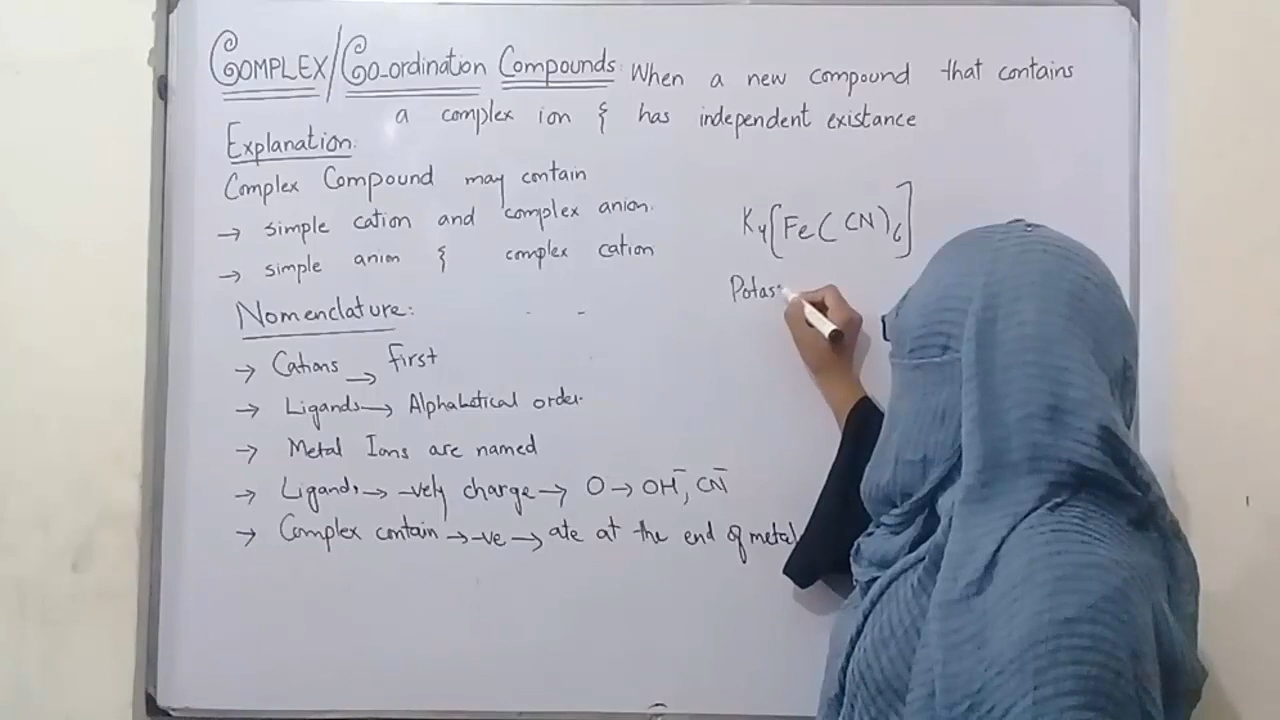 COMPLEX/Co-ordination Compounds: When a new compound that contains
a complex ion & has independent existance
Explanation:
Complex Compound may contain
→ simple cation and complex anion.
→ simple anion & complex cation
K4[Fe(CN)6]
Potas
Nomenclature:
→ Cations → first
→ Ligands → Alphabetical order.
→ Metal Ions are named
→ Ligands → -vely charge → O → OH⁻, CN⁻
→ Complex contain → -ve → ate at the end of metal